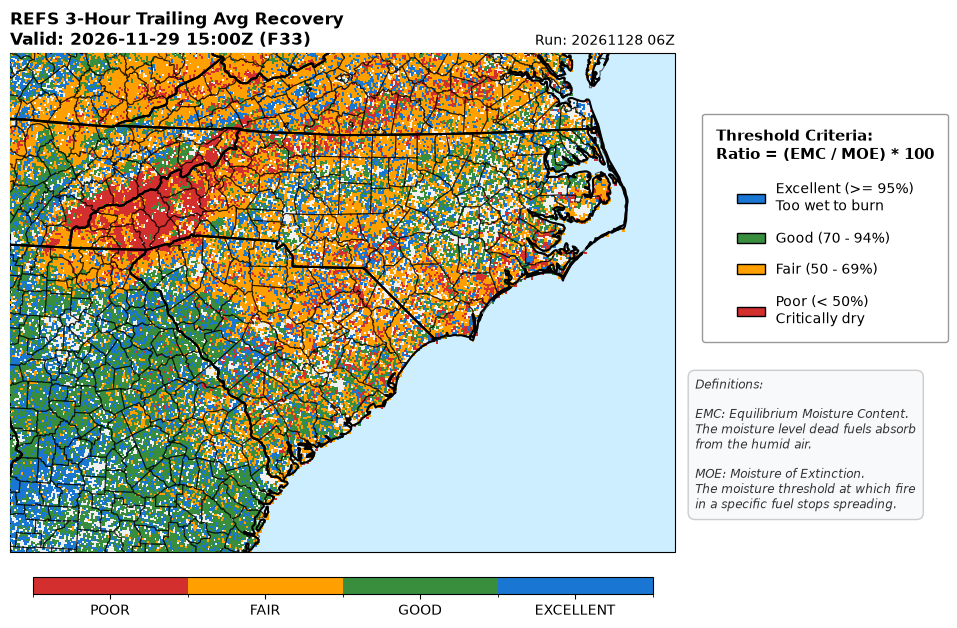 REFS 3-Hour Trailing Avg Recovery
Valid: 2026-11-29 15:00Z (F33)
Run: 20261128 06Z
Threshold Criteria:
Ratio = (EMC / MOE) * 100
Excellent (>= 95%)
Too wet to burn
Good (70 - 94%)
Fair (50 - 69%)
Poor (< 50%)
Critically dry
Definitions:
EMC: Equilibrium Moisture Content.
The moisture level dead fuels absorb
from the humid air.
MOE: Moisture of Extinction.
The moisture threshold at which fire
in a specific fuel stops spreading.
POOR
FAIR
GOOD
EXCELLENT